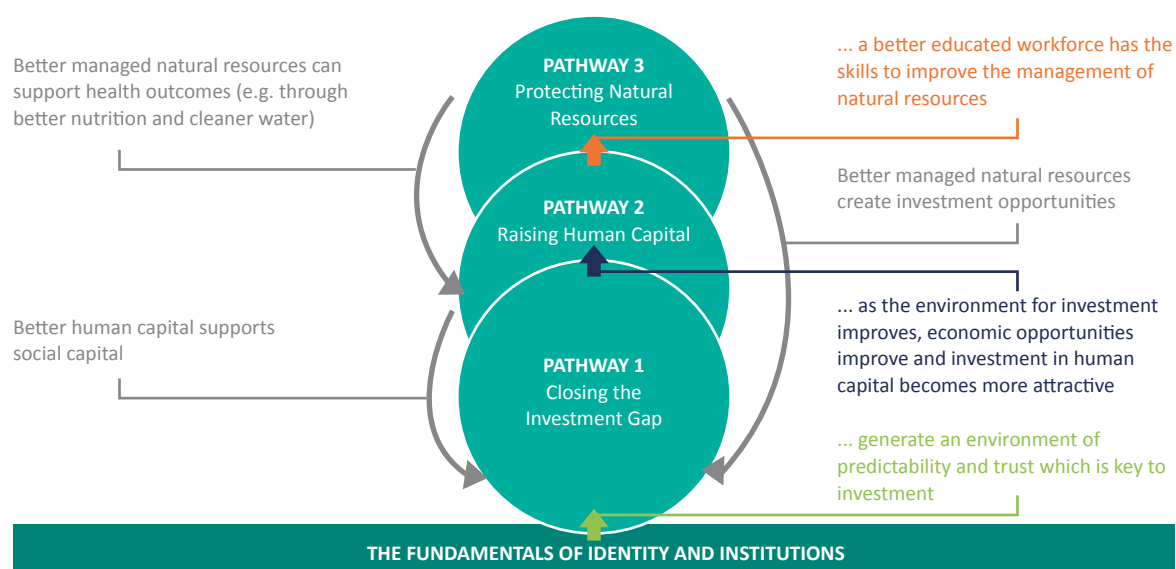 Better managed natural resources can
support health outcomes (e.g. through
better nutrition and cleaner water)
Better human capital supports
social capital
PATHWAY 3
Protecting Natural
Resources
PATHWAY 2
Raising Human Capital
PATHWAY 1
Closing the
Investment Gap
... a better educated workforce has the
skills to improve the management of
natural resources
Better managed natural resources
create investment opportunities
... as the environment for investment
improves, economic opportunities
improve and investment in human
capital becomes more attractive
... generate an environment of
predictability and trust which is key to
investment
THE FUNDAMENTALS OF IDENTITY AND INSTITUTIONS